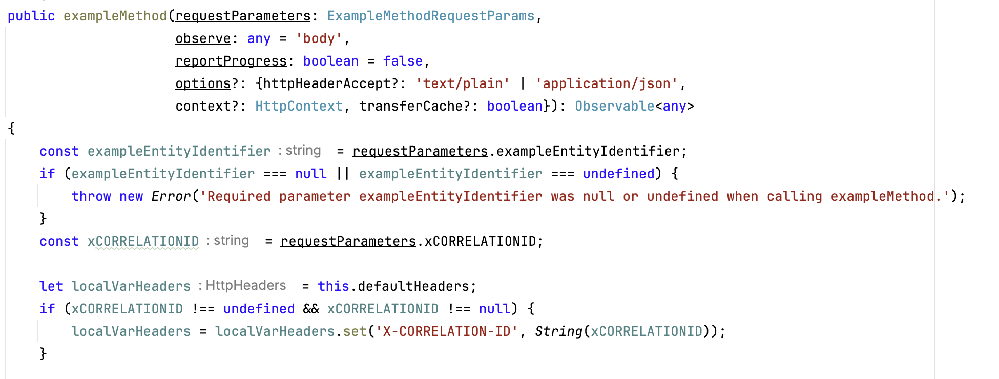 public exampleMethod(requestParameters: ExampleMethodRequestParams,
observe: any = 'body',
reportProgress: boolean = false,
options?: {httpHeaderAccept?: 'text/plain' | 'application/json',
context?: HttpContext, transferCache?: boolean}): Observable<any>
{
const exampleEntityIdentifier : string = requestParameters.exampleEntityIdentifier;
if (exampleEntityIdentifier === null || exampleEntityIdentifier === undefined) {
throw new Error('Required parameter exampleEntityIdentifier was null or undefined when calling exampleMethod.');
}
const xCORRELATIONID : string = requestParameters.xCORRELATIONID;
let localVarHeaders : HttpHeaders = this.defaultHeaders;
if (xCORRELATIONID !== undefined && xCORRELATIONID !== null) {
localVarHeaders = localVarHeaders.set('X-CORRELATION-ID', String(xCORRELATIONID));
}